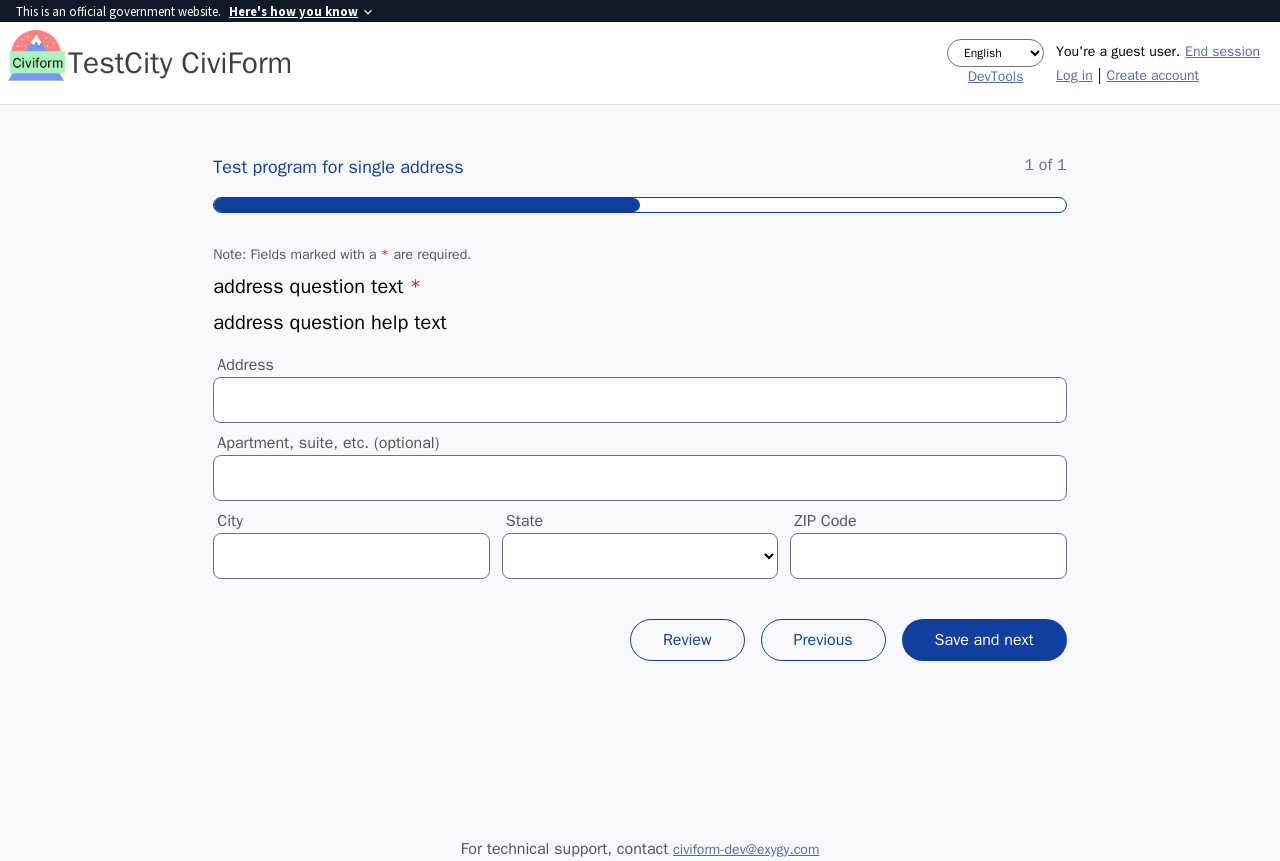 This is an official government website. Here's how you know
Civiform TestCity CiviForm
English
DevTools
You're a guest user. End session
Log in | Create account
Test program for single address
1 of 1
Note: Fields marked with a * are required.
address question text *
address question help text
Address
Apartment, suite, etc. (optional)
City State ZIP Code
Review Previous Save and next
For technical support, contact civiform-dev@exygy.com